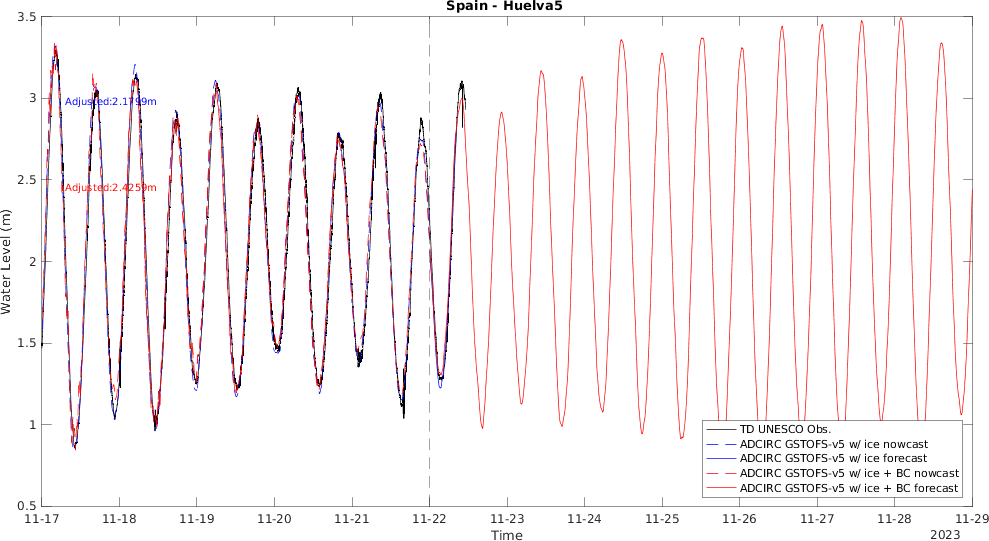 Spain - Huelva5
3.5
3
2.5
2
1.5
1
0.5
Water Level (m)
Adjusted:2.1799m
Adjusted:2.4259m
TD UNESCO Obs.
ADCIRC GSTOFS-v5 w/ ice nowcast
ADCIRC GSTOFS-v5 w/ ice forecast
ADCIRC GSTOFS-v5 w/ ice + BC nowcast
ADCIRC GSTOFS-v5 w/ ice + BC forecast
11-17 11-18 11-19 11-20 11-21 11-22 11-23 11-24 11-25 11-26 11-27 11-28 11-29
Time
2023